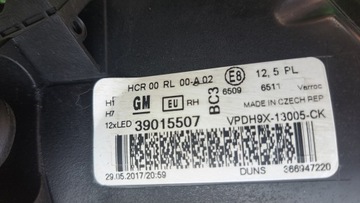 HCR 00 RL 00-A 02 E8 12, 5 PL
6509 6511 Varroc
H1 GM EU RH BC3
H7 MADE IN CZECH REP
12xLED 39015507 VPDH9X-13005-CK
29.05.2017/20:59 DUNS 366947220